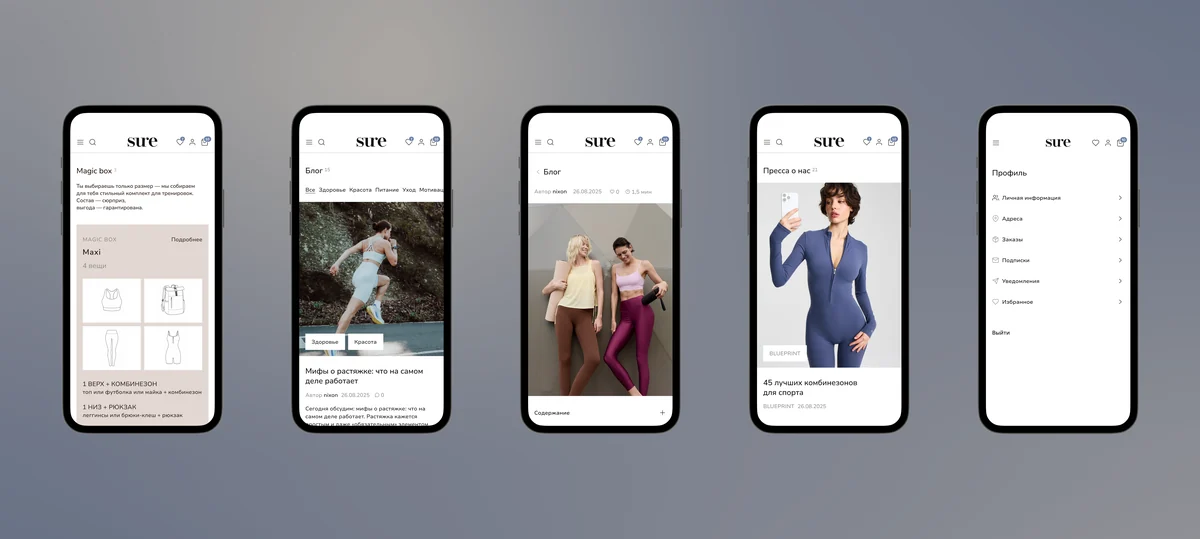 sure
Magic box
Ты выбираешь только размер — мы собираем
для тебя стильный комплект для тренировок.
Состав — сюрприз,
выгода — гарантирована.
MAGIC BOX
Подробнее
Maxi
4 вещи
1 ВЕРХ + КОМБИНЕЗОН
топ или футболка или майка + комбинезон
1 НИЗ + РЮКЗАК
леггинсы или брюки-клеш + рюкзак
sure
Блог
Все Здоровье Красота Питание Уход Мотивац
Здоровье
Красота
Мифы о растяжке: что на самом
деле работает
Автор nixon 26.08.2025 0
Сегодня обсудим: мифы о растяжке: что на
самом деле работает. Растяжка кажется
простым и даже «обязательным» элементом
sure
Блог
Автор nixon 26.08.2025 0 1,5 мин
Содержание
sure
Пресса о нас 21
BLUEPRINT
45 лучших комбинезонов
для спорта
BLUEPRINT 26.08.2025
sure
Профиль
Личная информация
Адреса
Заказы
Подписки
Уведомления
Избранное
Выйти